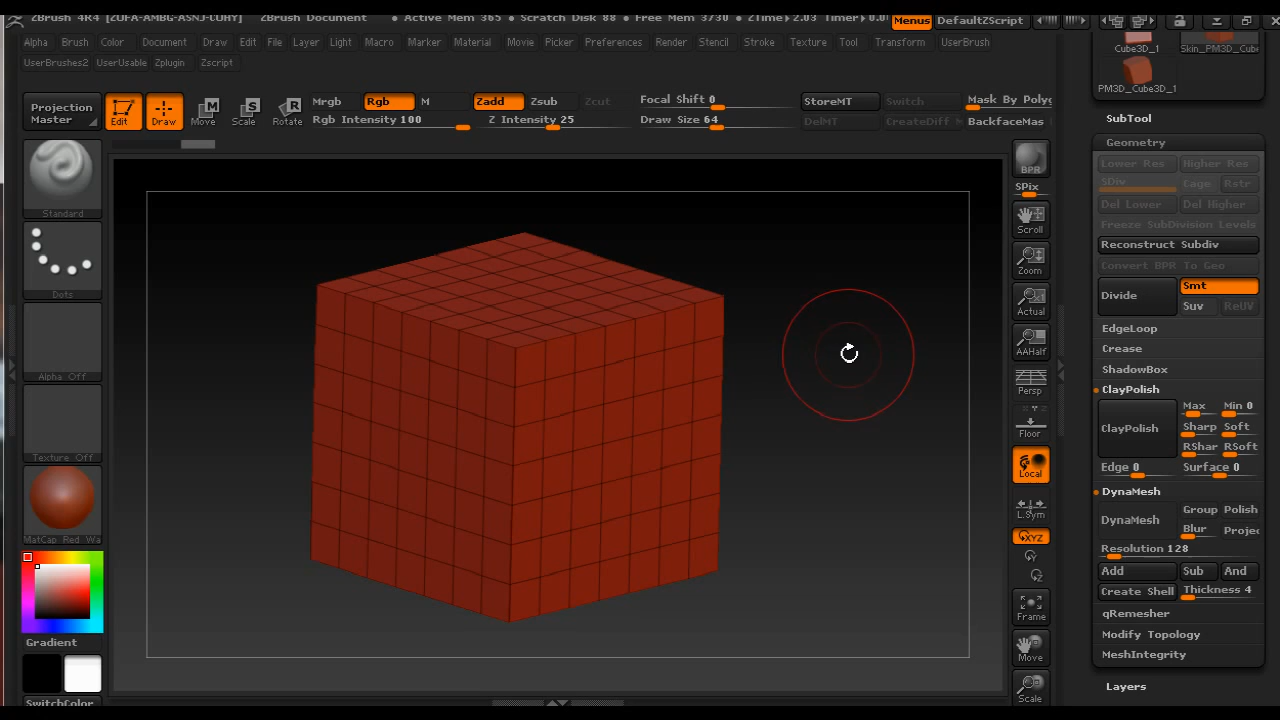 ZBrush 4R4 [ZUFA-AMBG-ASNJ-CUHY] ZBrush Document • Active Mem 365 • Scratch Disk 88 • Free Mem 3730 • ZTime▸2.03 Timer▸0.0 Menus DefaultZScript
Alpha Brush Color Document Draw Edit File Layer Light Macro Marker Material Movie Picker Preferences Render Stencil Stroke Texture Tool Transform UserBrush
UserBrushes2 UserUsable Zplugin Zscript
Projection Master
Edit
Draw
Move
Scale
Rotate
Mrgb Rgb M Zadd Zsub Zcut
Rgb Intensity 100 Z Intensity 25
Focal Shift 0
Draw Size 64
StoreMT Switch
DelMT CreateDiff
Mask By Polyg
BackfaceMas
Standard
Dots
Alpha Off
Texture Off
MatCap Red Wa
Gradient
SwitchColor
BPR
SPix
Scroll
Zoom
Actual
AAHalf
Persp
Floor
Local
L.Sym
XYZ
Y
Z
Frame
Move
Scale
Cube3D_1 Skin_PM3D_Cube
PM3D_Cube3D_1
SubTool
Geometry
Lower Res Higher Res
SDiv Cage Rstr
Del Lower Del Higher
Freeze SubDivision Levels
Reconstruct Subdiv
Convert BPR To Geo
Divide Smt
Suv ReUV
EdgeLoop
Crease
ShadowBox
ClayPolish
ClayPolish Max Min 0
Sharp Soft
RShar RSoft
Edge 0 Surface 0
DynaMesh
DynaMesh Group Polish
Blur Projec
Resolution 128
Add Sub And
Create Shell Thickness 4
qRemesher
Modify Topology
MeshIntegrity
Layers